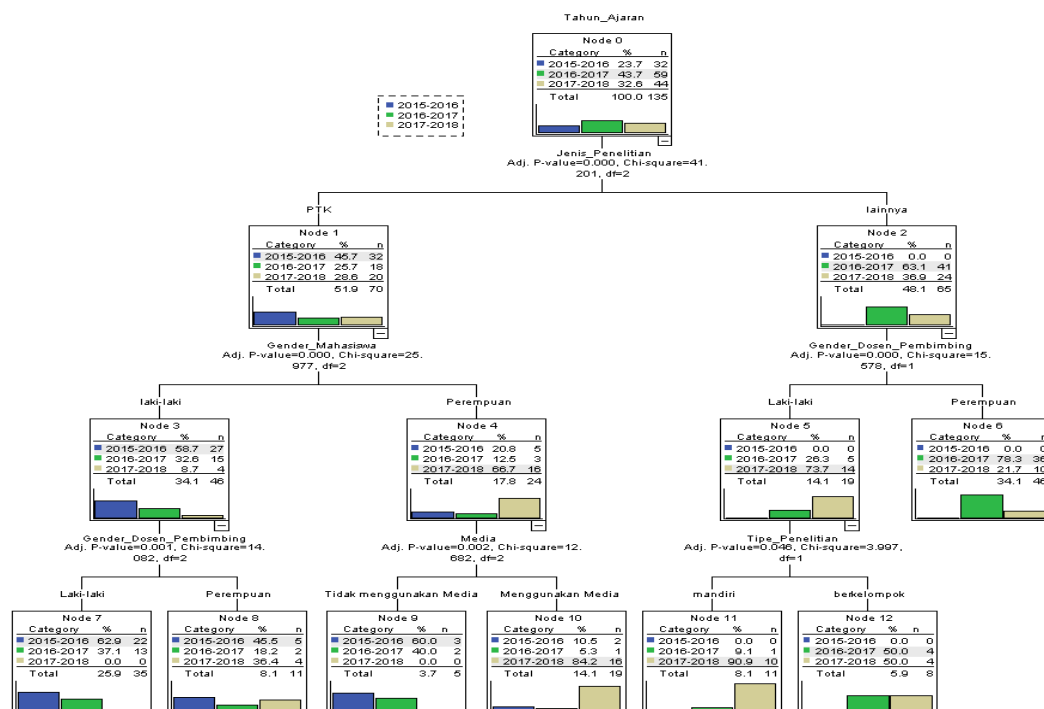 Tahun_Ajaran
Node 0
Category % n
2015-2016 23.7 32
2016-2017 43.7 59
2017-2018 32.6 44
Total 100.0 135
2015-2016
2016-2017
2017-2018
Jenis_Penelitian
Adj. P-value=0.000, Chi-square=41.
201, df=2
PTK
Node 1
Category % n
2015-2016 45.7 32
2016-2017 25.7 18
2017-2018 28.6 20
Total 51.9 70
lainnya
Node 2
Category % n
2015-2016 0.0 0
2016-2017 63.1 41
2017-2018 36.9 24
Total 48.1 65
Gender_Mahasiswa
Adj. P-value=0.000, Chi-square=25.
977, df=2
Gender_Dosen_Pembimbing
Adj. P-value=0.000, Chi-square=15.
578, df=1
laki-laki
Node 3
Category % n
2015-2016 58.7 27
2016-2017 32.6 15
2017-2018 8.7 4
Total 34.1 46
Perempuan
Node 4
Category % n
2015-2016 20.8 5
2016-2017 12.5 3
2017-2018 66.7 16
Total 17.8 24
Laki-laki
Node 5
Category % n
2015-2016 0.0 0
2016-2017 26.3 5
2017-2018 73.7 14
Total 14.1 19
Perempuan
Node 6
Category % n
2015-2016 0.0 0
2016-2017 78.3 36
2017-2018 21.7 10
Total 34.1 46
Gender_Dosen_Pembimbing
Adj. P-value=0.001, Chi-square=14.
082, df=2
Media
Adj. P-value=0.002, Chi-square=12.
682, df=2
Tipe_Penelitian
Adj. P-value=0.046, Chi-square=3.997,
df=1
Laki-laki
Node 7
Category % n
2015-2016 62.9 22
2016-2017 37.1 13
2017-2018 0.0 0
Total 25.9 35
Perempuan
Node 8
Category % n
2015-2016 45.5 5
2016-2017 18.2 2
2017-2018 36.4 4
Total 8.1 11
Tidak menggunakan Media
Node 9
Category % n
2015-2016 60.0 3
2016-2017 40.0 2
2017-2018 0.0 0
Total 3.7 5
Menggunakan Media
Node 10
Category % n
2015-2016 10.5 2
2016-2017 5.3 1
2017-2018 84.2 16
Total 14.1 19
mandiri
Node 11
Category % n
2015-2016 0.0 0
2016-2017 9.1 1
2017-2018 90.9 10
Total 8.1 11
berkelompok
Node 12
Category % n
2015-2016 0.0 0
2016-2017 50.0 4
2017-2018 50.0 4
Total 5.9 8